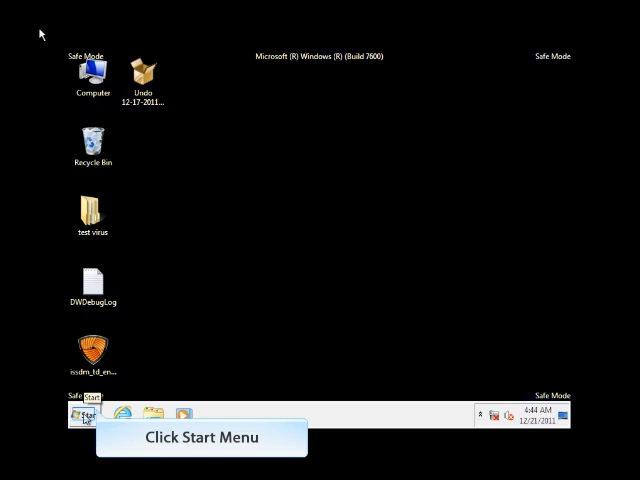 Safe Mode
Microsoft (R) Windows (R) (Build 7600)
Safe Mode
Computer
Undo
12-17-2011...
Recycle Bin
test virus
DWDebugLog
issdm_td_en...
Safe
Start
Safe Mode
Start
4:44 AM
12/21/2011
Click Start Menu